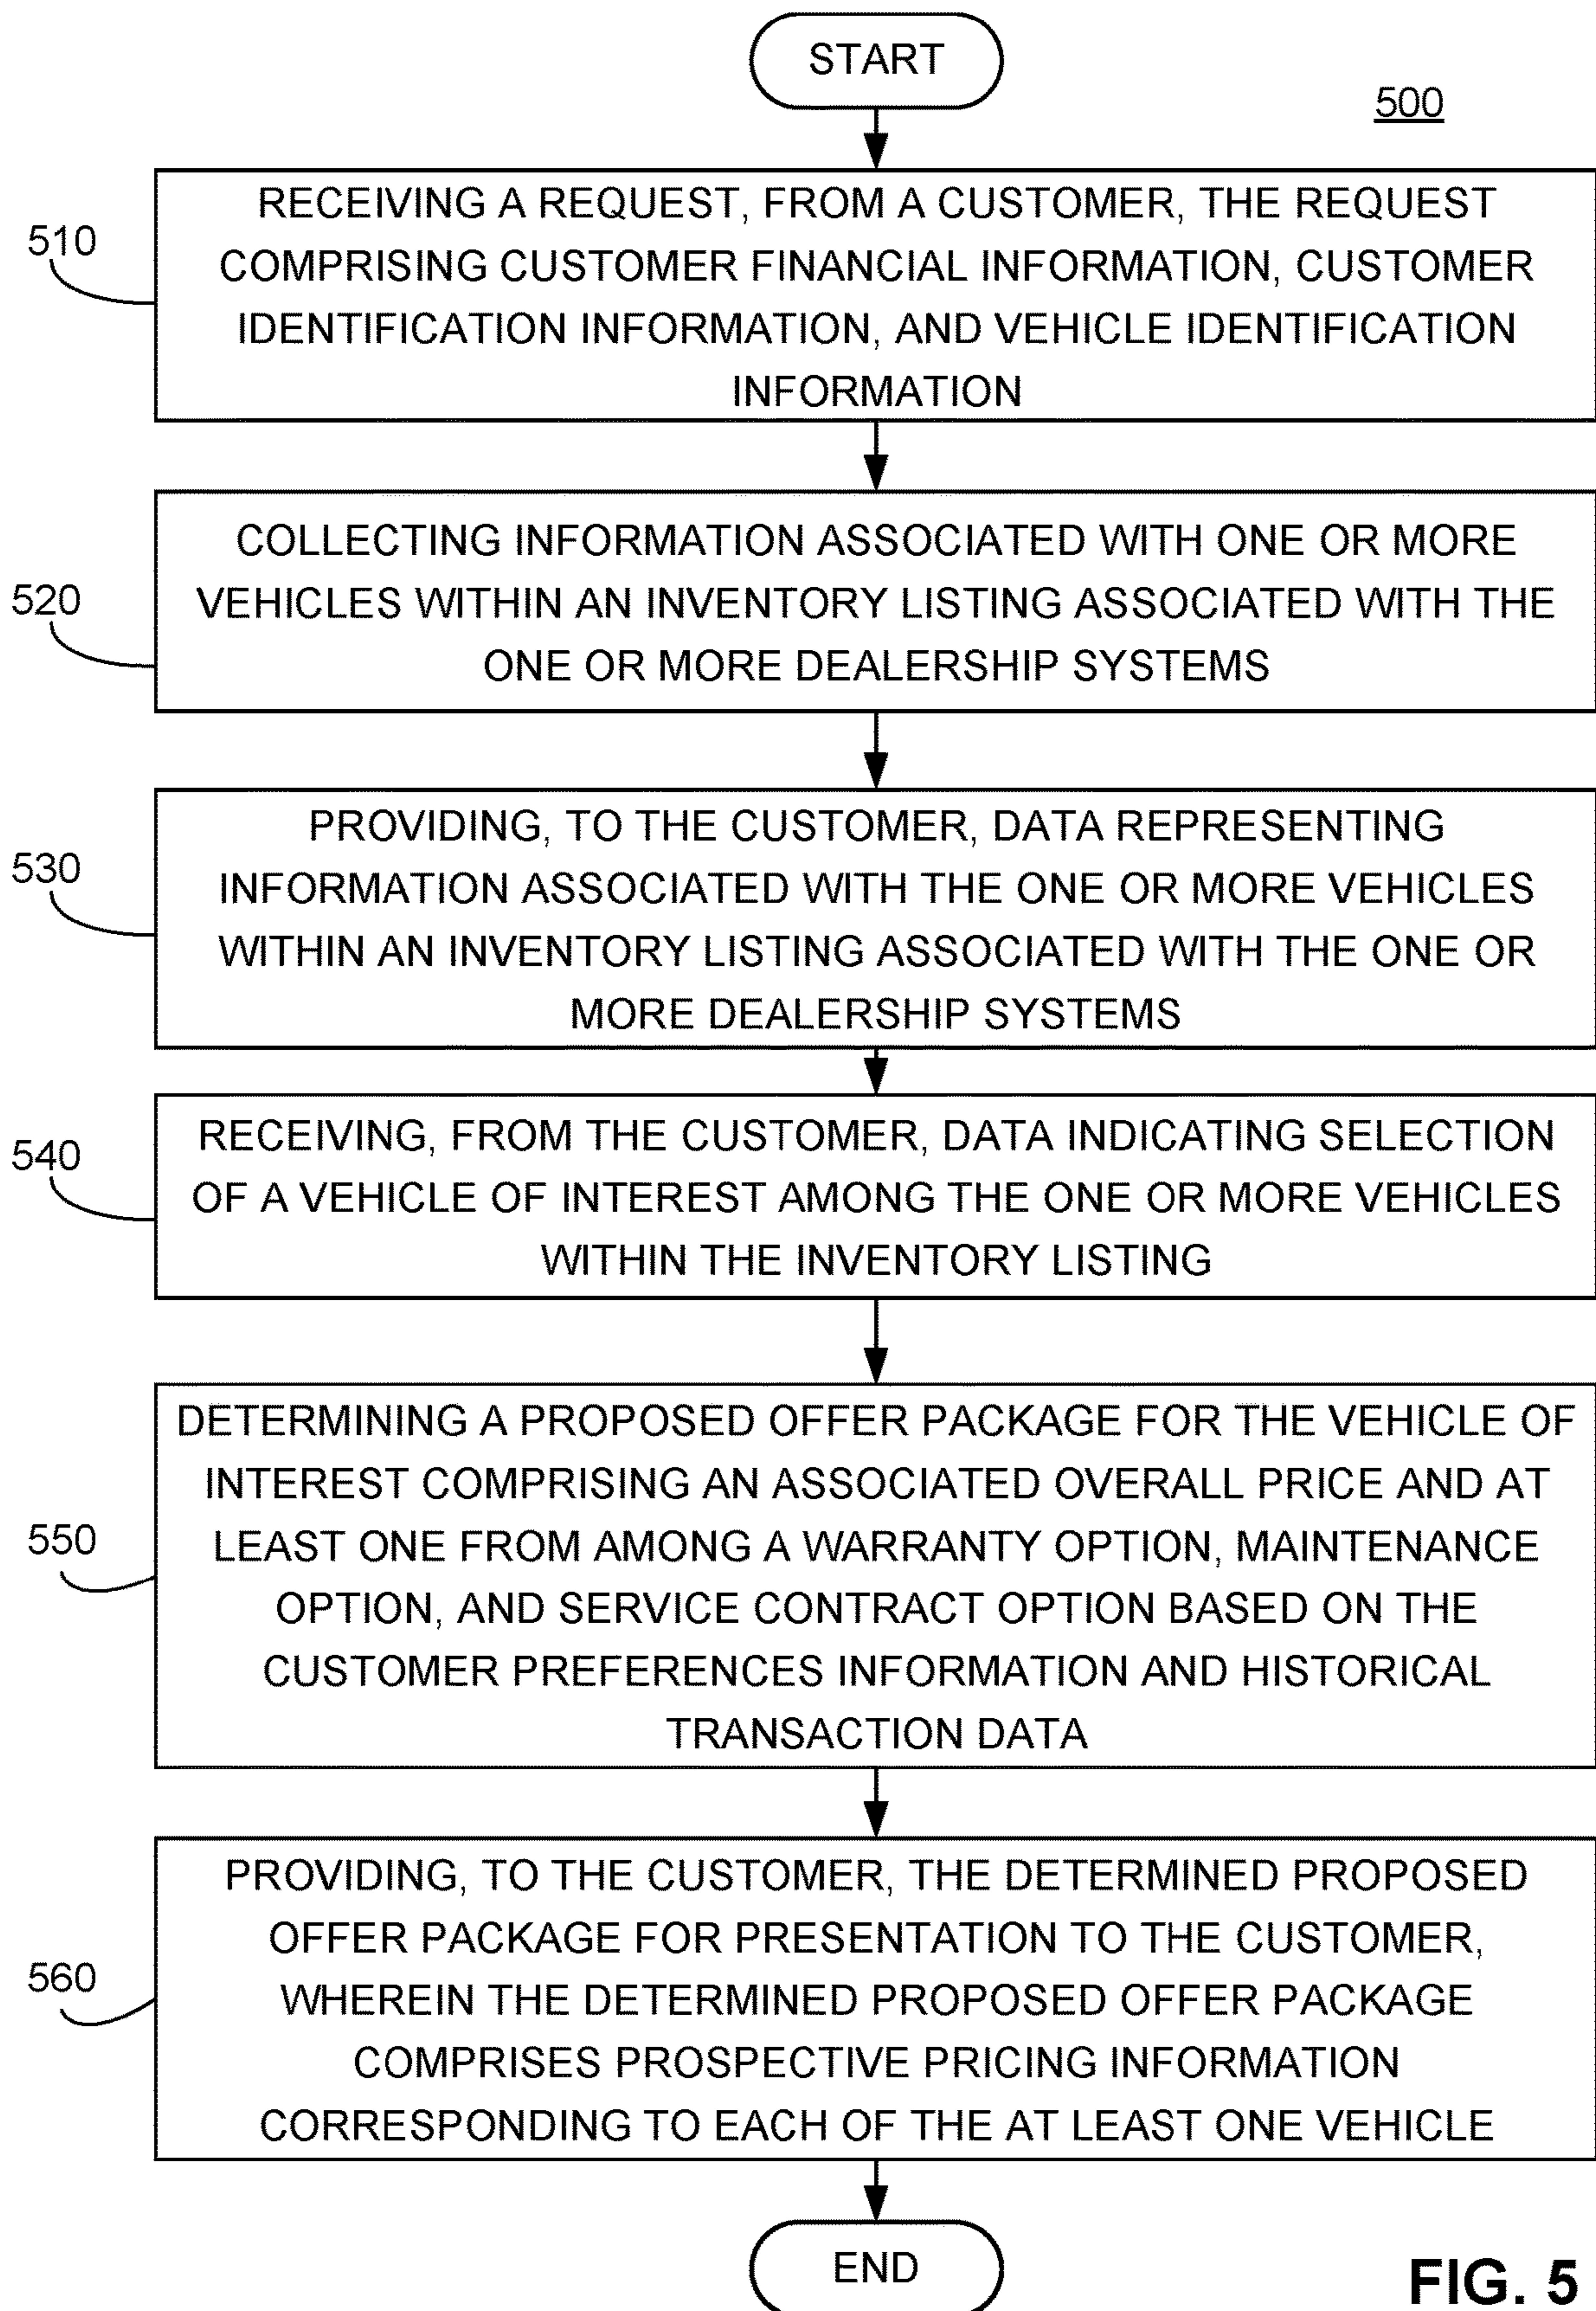 START
500
510
RECEIVING A REQUEST, FROM A CUSTOMER, THE REQUEST
COMPRISING CUSTOMER FINANCIAL INFORMATION, CUSTOMER
IDENTIFICATION INFORMATION, AND VEHICLE IDENTIFICATION
INFORMATION
520
COLLECTING INFORMATION ASSOCIATED WITH ONE OR MORE
VEHICLES WITHIN AN INVENTORY LISTING ASSOCIATED WITH THE
ONE OR MORE DEALERSHIP SYSTEMS
530
PROVIDING, TO THE CUSTOMER, DATA REPRESENTING
INFORMATION ASSOCIATED WITH THE ONE OR MORE VEHICLES
WITHIN AN INVENTORY LISTING ASSOCIATED WITH THE ONE OR
MORE DEALERSHIP SYSTEMS
540
RECEIVING, FROM THE CUSTOMER, DATA INDICATING SELECTION
OF A VEHICLE OF INTEREST AMONG THE ONE OR MORE VEHICLES
WITHIN THE INVENTORY LISTING
550
DETERMINING A PROPOSED OFFER PACKAGE FOR THE VEHICLE OF
INTEREST COMPRISING AN ASSOCIATED OVERALL PRICE AND AT
LEAST ONE FROM AMONG A WARRANTY OPTION, MAINTENANCE
OPTION, AND SERVICE CONTRACT OPTION BASED ON THE
CUSTOMER PREFERENCES INFORMATION AND HISTORICAL
TRANSACTION DATA
560
PROVIDING, TO THE CUSTOMER, THE DETERMINED PROPOSED
OFFER PACKAGE FOR PRESENTATION TO THE CUSTOMER,
WHEREIN THE DETERMINED PROPOSED OFFER PACKAGE
COMPRISES PROSPECTIVE PRICING INFORMATION
CORRESPONDING TO EACH OF THE AT LEAST ONE VEHICLE
END
FIG. 5